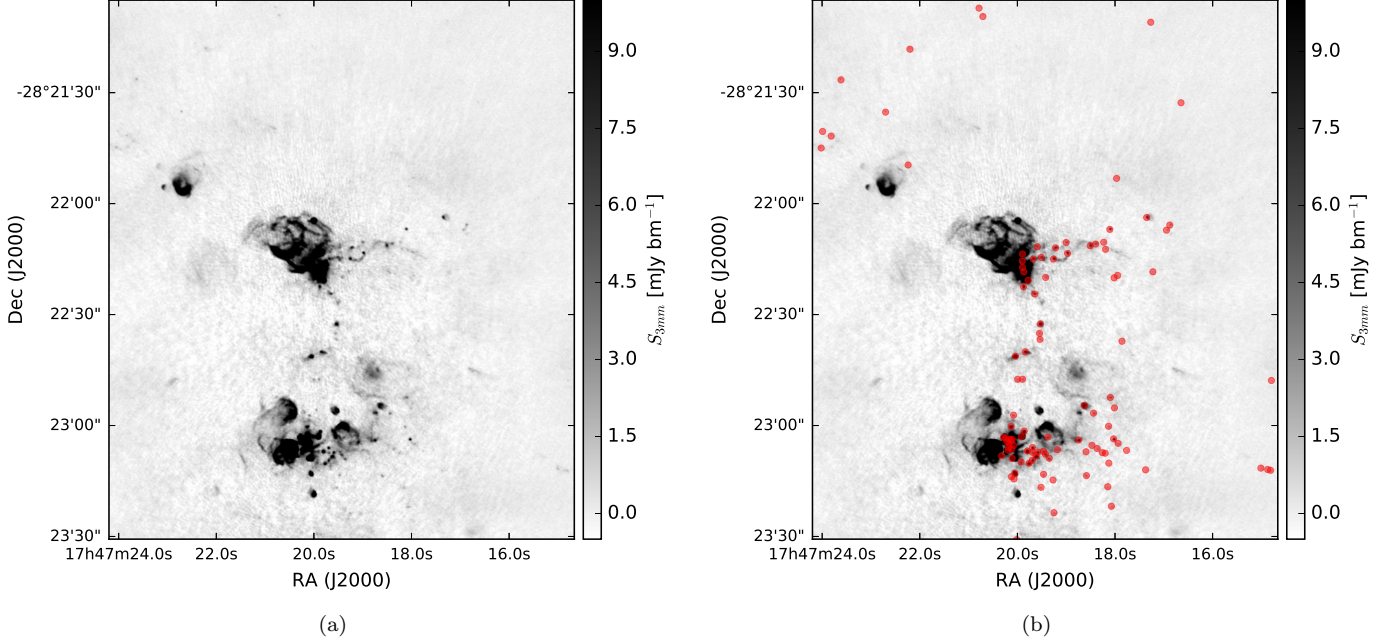 -28°21'30"
22'00"
22'30"
23'00"
23'30"
Dec (J2000)
17h47m24.0s 22.0s 20.0s 18.0s 16.0s
RA (J2000)
9.0
7.5
6.0
4.5
3.0
1.5
0.0
S3mm [mJy bm−1]
(a)
-28°21'30"
22'00"
22'30"
23'00"
23'30"
Dec (J2000)
17h47m24.0s 22.0s 20.0s 18.0s 16.0s
RA (J2000)
9.0
7.5
6.0
4.5
3.0
1.5
0.0
S3mm [mJy bm−1]
(b)